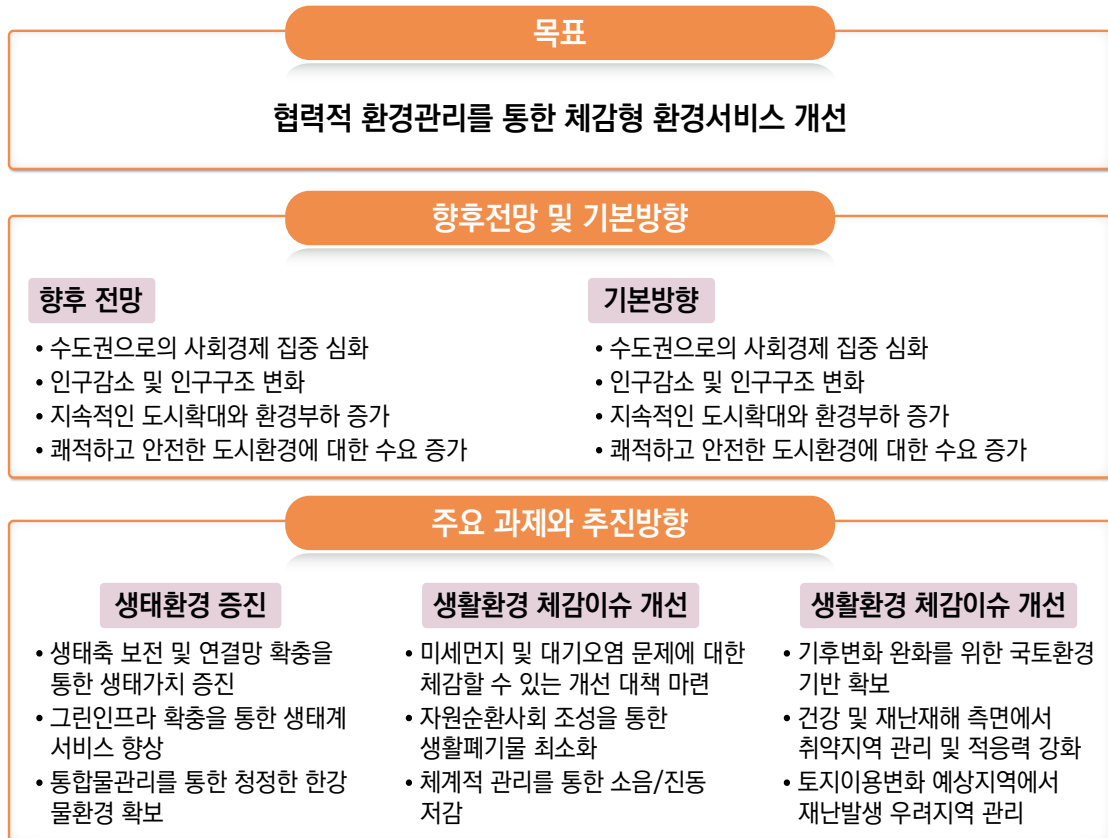 목표
협력적 환경관리를 통한 체감형 환경서비스 개선
향후전망 및 기본방향
향후 전망
• 수도권으로의 사회경제 집중 심화
• 인구감소 및 인구구조 변화
• 지속적인 도시확대와 환경부하 증가
• 쾌적하고 안전한 도시환경에 대한 수요 증가
기본방향
• 수도권으로의 사회경제 집중 심화
• 인구감소 및 인구구조 변화
• 지속적인 도시확대와 환경부하 증가
• 쾌적하고 안전한 도시환경에 대한 수요 증가
주요 과제와 추진방향
생태환경 증진
• 생태축 보전 및 연결망 확충을
통한 생태가치 증진
• 그린인프라 확충을 통한 생태계
서비스 향상
• 통합물관리를 통한 청정한 한강
물환경 확보
생활환경 체감이슈 개선
• 미세먼지 및 대기오염 문제에 대한
체감할 수 있는 개선 대책 마련
• 자원순환사회 조성을 통한
생활폐기물 최소화
• 체계적 관리를 통한 소음/진동
저감
생활환경 체감이슈 개선
• 기후변화 완화를 위한 국토환경
기반 확보
• 건강 및 재난재해 측면에서
취약지역 관리 및 적응력 강화
• 토지이용변화 예상지역에서
재난발생 우려지역 관리